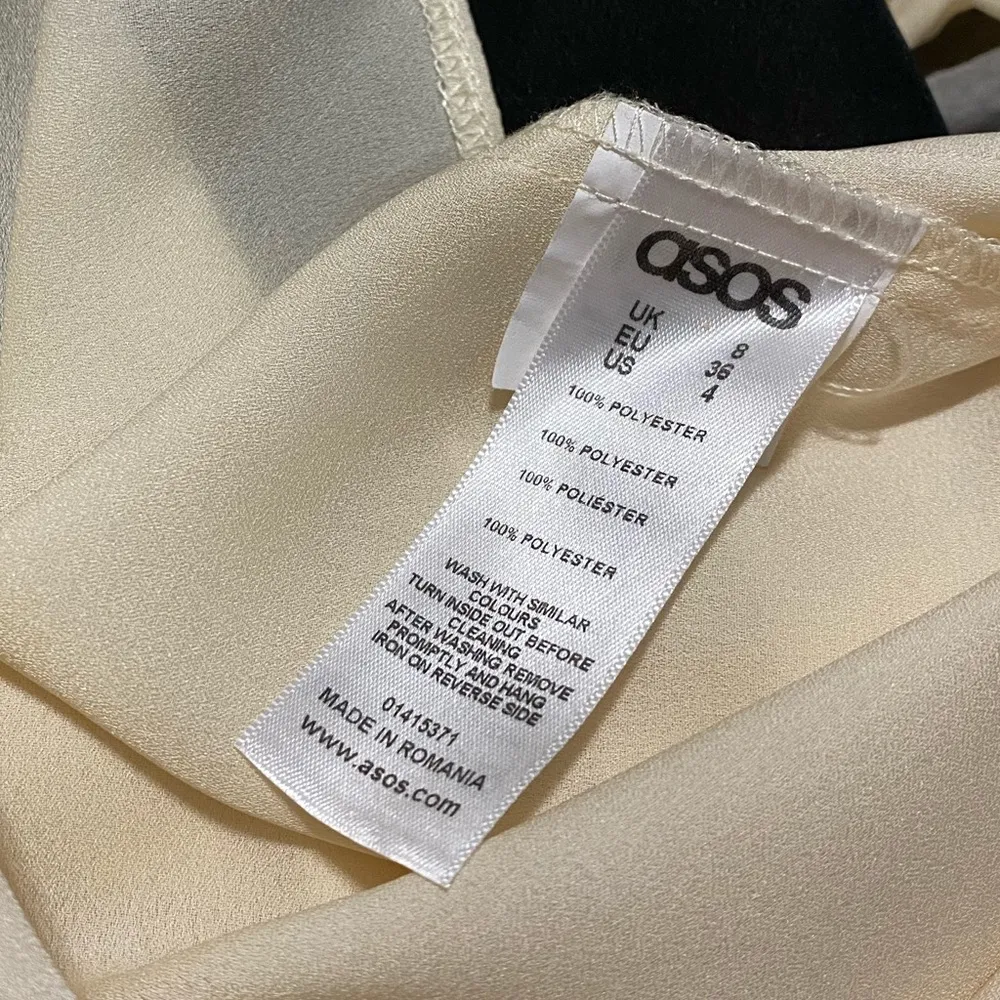 asos
UK 8
EU 36
US 4
100% POLYESTER
100% POLYESTER
100% POLIÉSTER
100% POLYESTER
WASH WITH SIMILAR
COLOURS
TURN INSIDE OUT BEFORE
CLEANING
AFTER WASHING REMOVE
PROMPTLY AND HANG
IRON ON REVERSE SIDE
01415371
MADE IN ROMANIA
www.asos.com